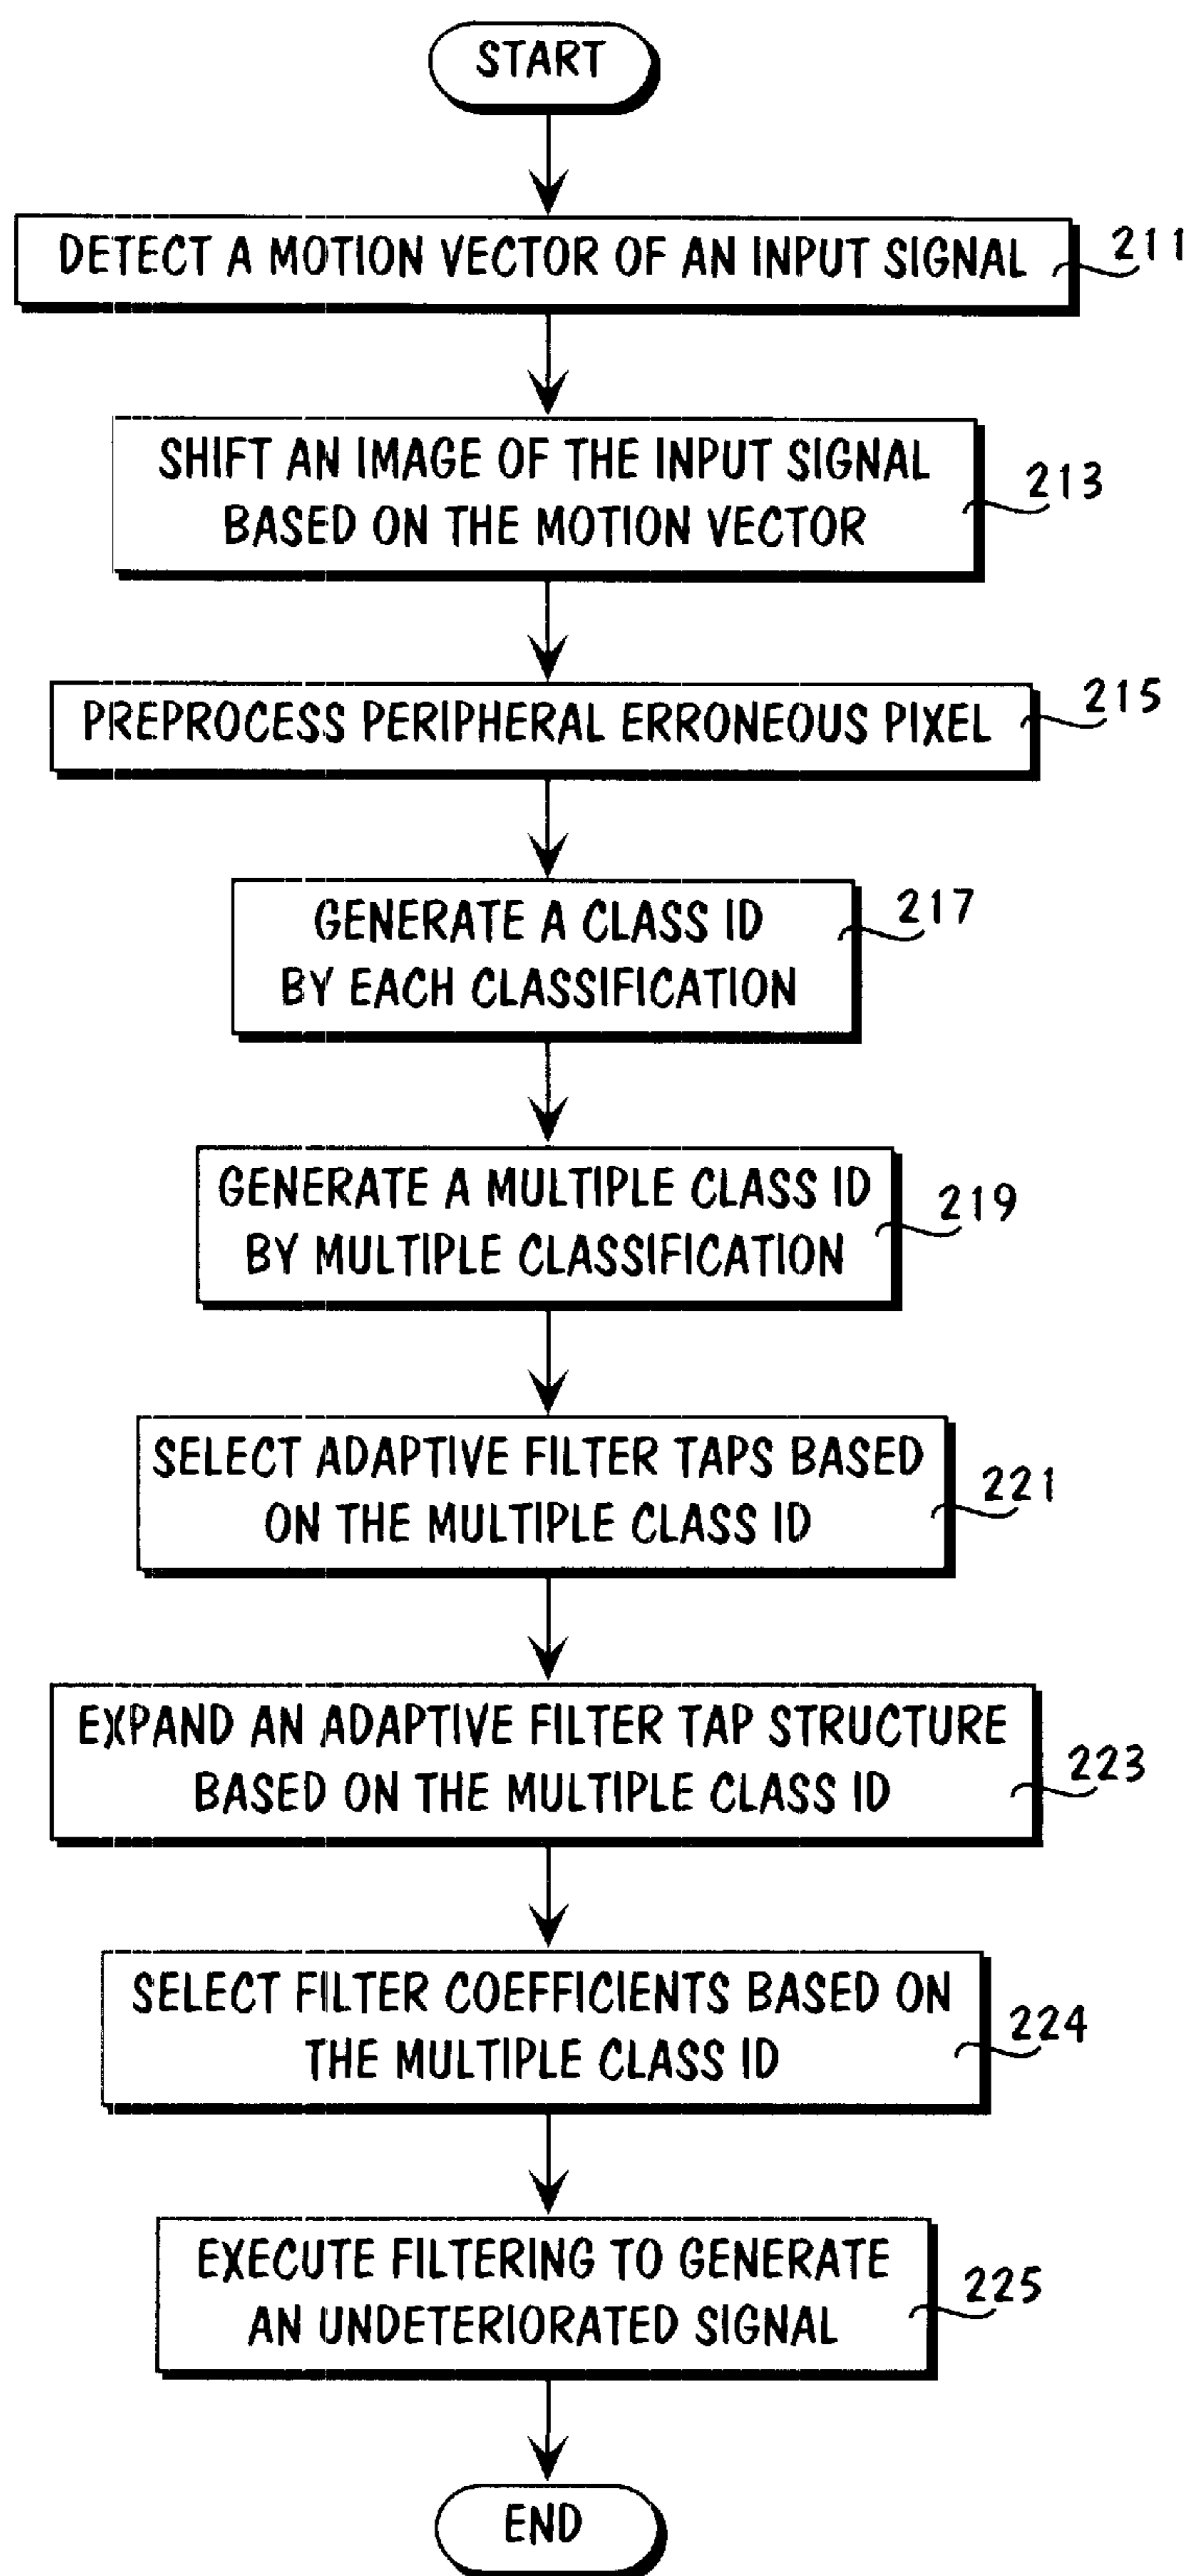 START
DETECT A MOTION VECTOR OF AN INPUT SIGNAL
211
SHIFT AN IMAGE OF THE INPUT SIGNAL
BASED ON THE MOTION VECTOR
213
PREPROCESS PERIPHERAL ERRONEOUS PIXEL
215
GENERATE A CLASS ID
BY EACH CLASSIFICATION
217
GENERATE A MULTIPLE CLASS ID
BY MULTIPLE CLASSIFICATION
219
SELECT ADAPTIVE FILTER TAPS BASED
ON THE MULTIPLE CLASS ID
221
EXPAND AN ADAPTIVE FILTER TAP STRUCTURE
BASED ON THE MULTIPLE CLASS ID
223
SELECT FILTER COEFFICIENTS BASED ON
THE MULTIPLE CLASS ID
224
EXECUTE FILTERING TO GENERATE
AN UNDETERIORATED SIGNAL
225
END